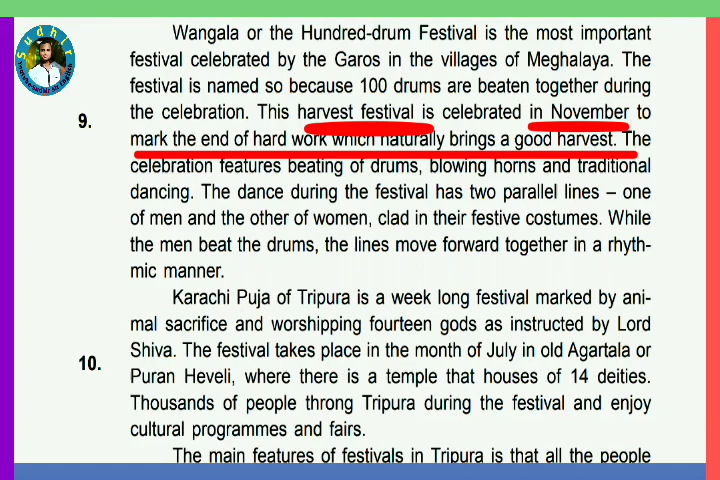 Sudhir
Wangala or the Hundred-drum Festival is the most important
festival celebrated by the Garos in the villages of Meghalaya. The
festival is named so because 100 drums are beaten together during
the celebration. This harvest festival is celebrated in November to
9.
mark the end of hard work which naturally brings a good harvest. The
celebration features beating of drums, blowing horns and traditional
dancing. The dance during the festival has two parallel lines – one
of men and the other of women, clad in their festive costumes. While
the men beat the drums, the lines move forward together in a rhyth-
mic manner.
Karachi Puja of Tripura is a week long festival marked by ani-
mal sacrifice and worshipping fourteen gods as instructed by Lord
Shiva. The festival takes place in the month of July in old Agartala or
10.
Puran Heveli, where there is a temple that houses of 14 deities.
Thousands of people throng Tripura during the festival and enjoy
cultural programmes and fairs.
The main features of festivals in Tripura is that all the people